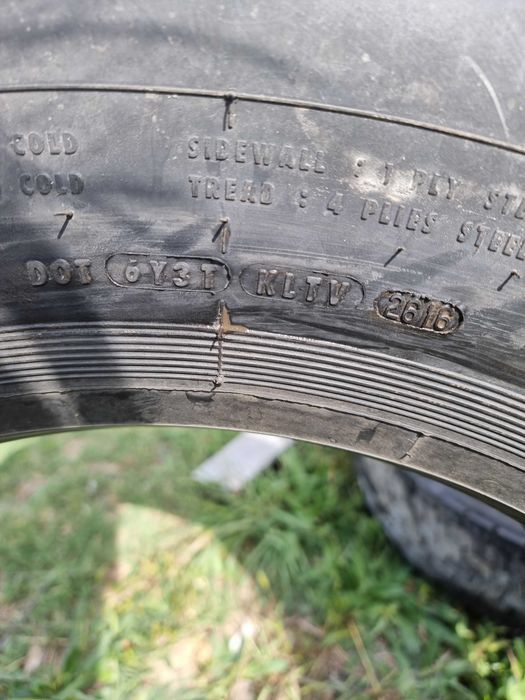 COLD SIDEWALL : 1 PLY
COLD TREAD : 4 PLIES STEEL
DOT 6Y3T KLTV 2616